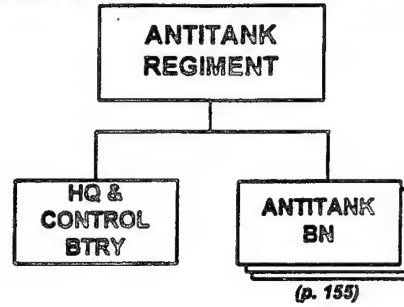 ANTITANK
REGIMENT
HQ &
CONTROL
BTRY
ANTITANK
BN
(p. 155)